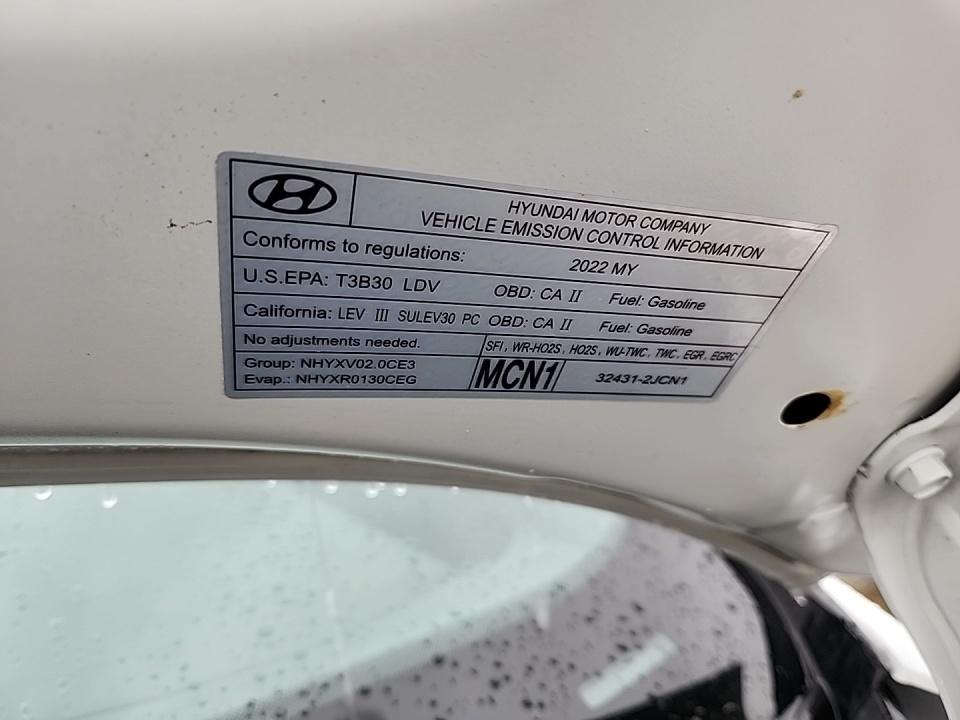 HYUNDAI MOTOR COMPANY
VEHICLE EMISSION CONTROL INFORMATION
Conforms to regulations: 2022 MY
U.S.EPA: T3B30 LDV OBD: CA II Fuel: Gasoline
California: LEV III SULEV30 PC OBD: CA II Fuel: Gasoline
No adjustments needed. SFI, WR-HO2S, HO2S, WU-TWC, TWC, EGR, EGRC
Group: NHYXV02.0CE3
Evap.: NHYXR0130CEG
MCN1 32431-2JCN1